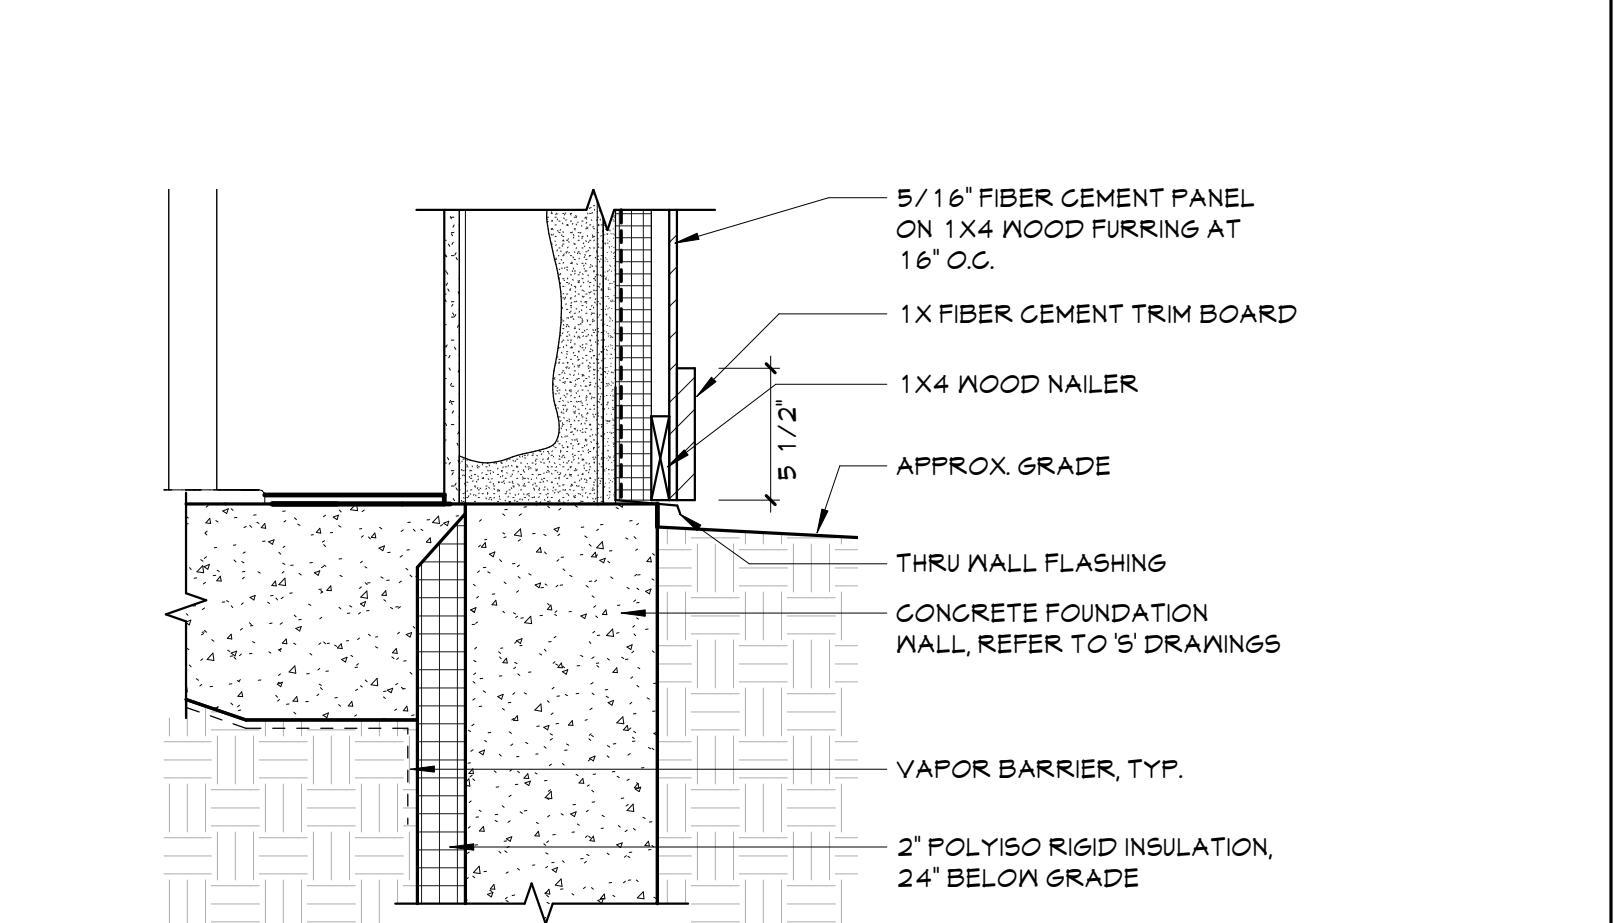 5/16" FIBER CEMENT PANEL
ON 1X4 WOOD FURRING AT
16" O.C.
1X FIBER CEMENT TRIM BOARD
1X4 WOOD NAILER
5 1/2"
APPROX. GRADE
THRU WALL FLASHING
CONCRETE FOUNDATION
WALL, REFER TO 'S' DRAWINGS
VAPOR BARRIER, TYP.
2" POLYISO RIGID INSULATION,
24" BELOW GRADE